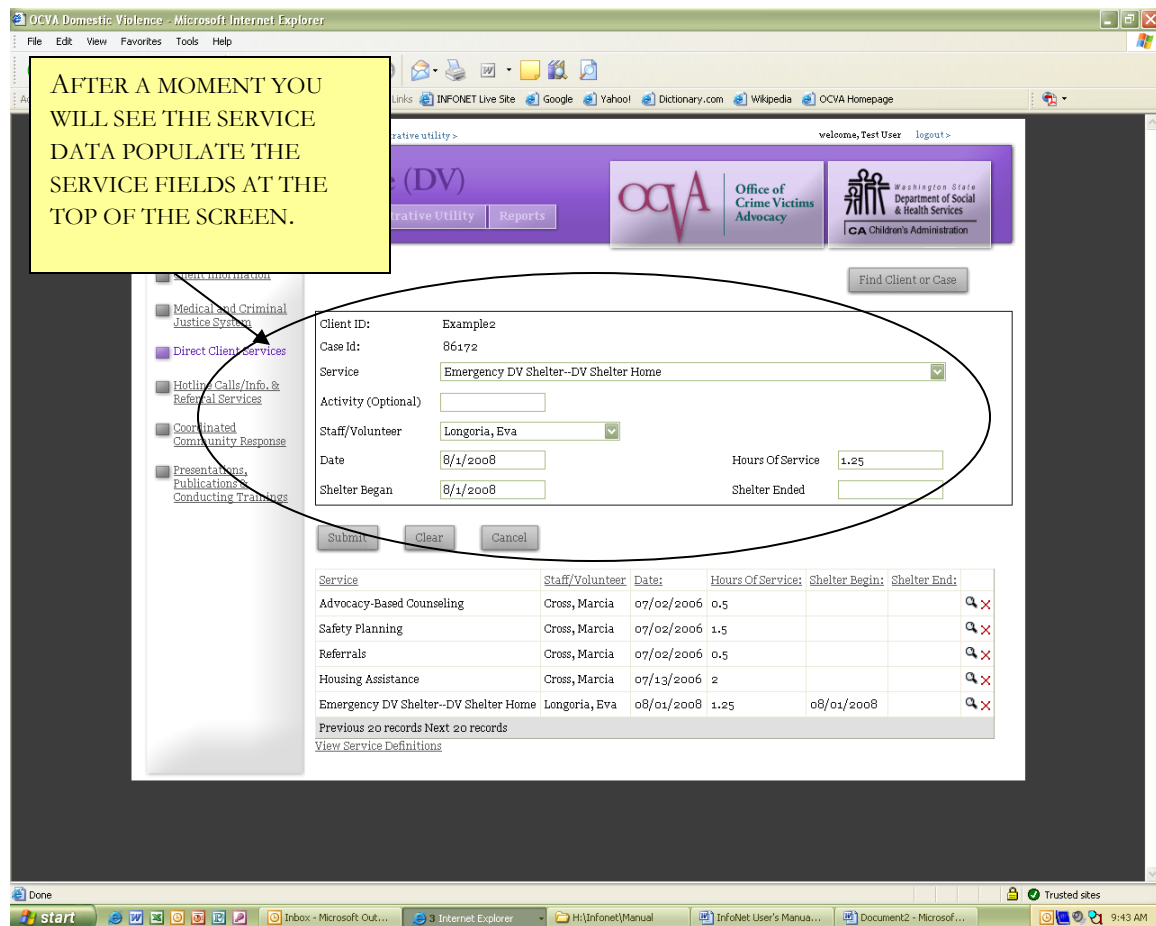 OCVA Domestic Violence - Microsoft Internet Explorer
File Edit View Favorites Tools Help
AFTER A MOMENT YOU
WILL SEE THE SERVICE
DATA POPULATE THE
SERVICE FIELDS AT THE
TOP OF THE SCREEN.
Links INFONET Live Site Google Yahoo! Dictionary.com Wikipedia OCVA Homepage
rative utility > welcome, Test User logout >
(DV)
trative Utility Reports
OCVA
Office of
Crime Victims
Advocacy
Washington State
Department of Social
& Health Services
CA Children's Administration
Client Information
Find Client or Case
Medical and Criminal
Justice System
Direct Client Services
Hotline Calls/Info. &
Referral Services
Coordinated
Community Response
Presentations,
Publications &
Conducting Trainings
Client ID: Example2
Case Id: 86172
Service Emergency DV Shelter--DV Shelter Home
Activity (Optional)
Staff/Volunteer Longoria, Eva
Date 8/1/2008 Hours Of Service 1.25
Shelter Began 8/1/2008 Shelter Ended
Submit Clear Cancel
Service Staff/Volunteer Date: Hours Of Service: Shelter Begin: Shelter End:
Advocacy-Based Counseling Cross, Marcia 07/02/2006 0.5
Safety Planning Cross, Marcia 07/02/2006 1.5
Referrals Cross, Marcia 07/02/2006 0.5
Housing Assistance Cross, Marcia 07/13/2006 2
Emergency DV Shelter--DV Shelter Home Longoria, Eva 08/01/2008 1.25 08/01/2008
Previous 20 records Next 20 records
View Service Definitions
Done Trusted sites
start Inbox - Microsoft Out... 3 Internet Explorer H:\Infonet\Manual InfoNet User's Manua... Document2 - Microsof... 9:43 AM